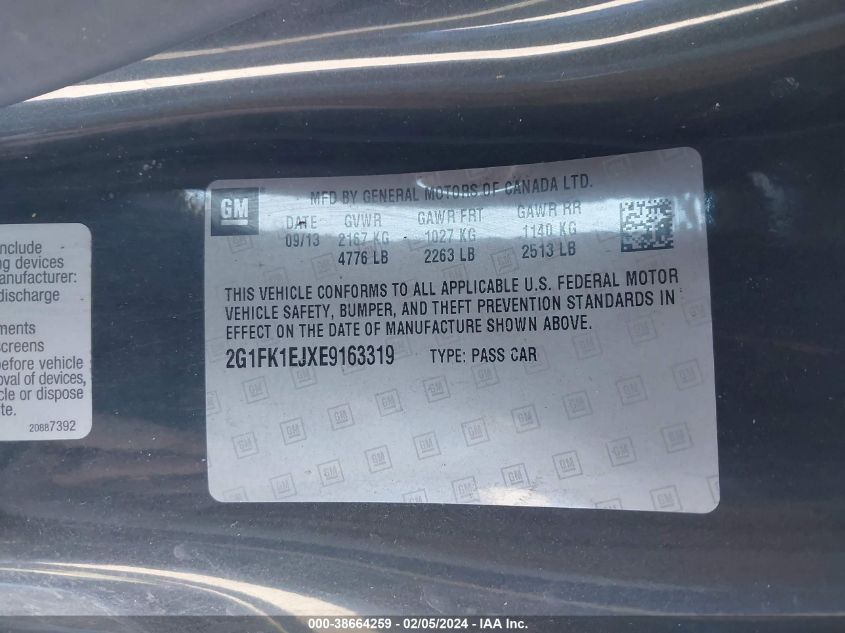 GM
MFD BY GENERAL MOTORS OF CANADA LTD.
DATE GVWR GAWR FRT GAWR RR
09/13 2167 KG 1027 KG 1140 KG
4776 LB 2263 LB 2513 LB
THIS VEHICLE CONFORMS TO ALL APPLICABLE U.S. FEDERAL MOTOR
VEHICLE SAFETY, BUMPER, AND THEFT PREVENTION STANDARDS IN
EFFECT ON THE DATE OF MANUFACTURE SHOWN ABOVE.
2G1FK1EJXE9163319 TYPE: PASS CAR
include
ng devices
manufacturer:
discharge
ments
screens
before vehicle
oval of devices,
cle or dispose
te.
20887392
000-38664259 - 02/05/2024 - IAA Inc.